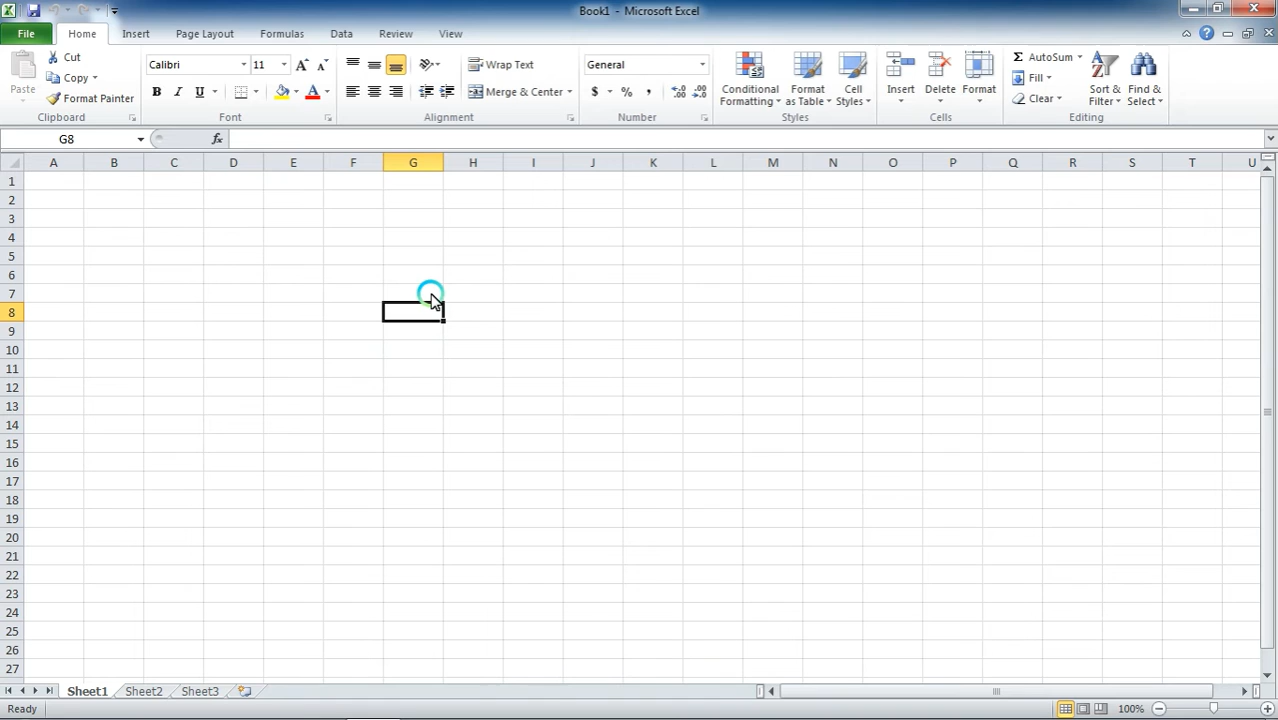 Book1 - Microsoft Excel
File Home Insert Page Layout Formulas Data Review View
Paste
Cut
Copy
Format Painter
Clipboard
Calibri 11
B I U
Font
Wrap Text
Merge & Center
Alignment
General
$ % ,
Number
Conditional Formatting
Format as Table
Cell Styles
Styles
Insert
Delete
Format
Cells
AutoSum
Fill
Clear
Sort & Filter
Find & Select
Editing
G8 fx
A B C D E F G H I J K L M N O P Q R S T U
1
2
3
4
5
6
7
8
9
10
11
12
13
14
15
16
17
18
19
20
21
22
23
24
25
26
27
Sheet1 Sheet2 Sheet3
Ready 100%